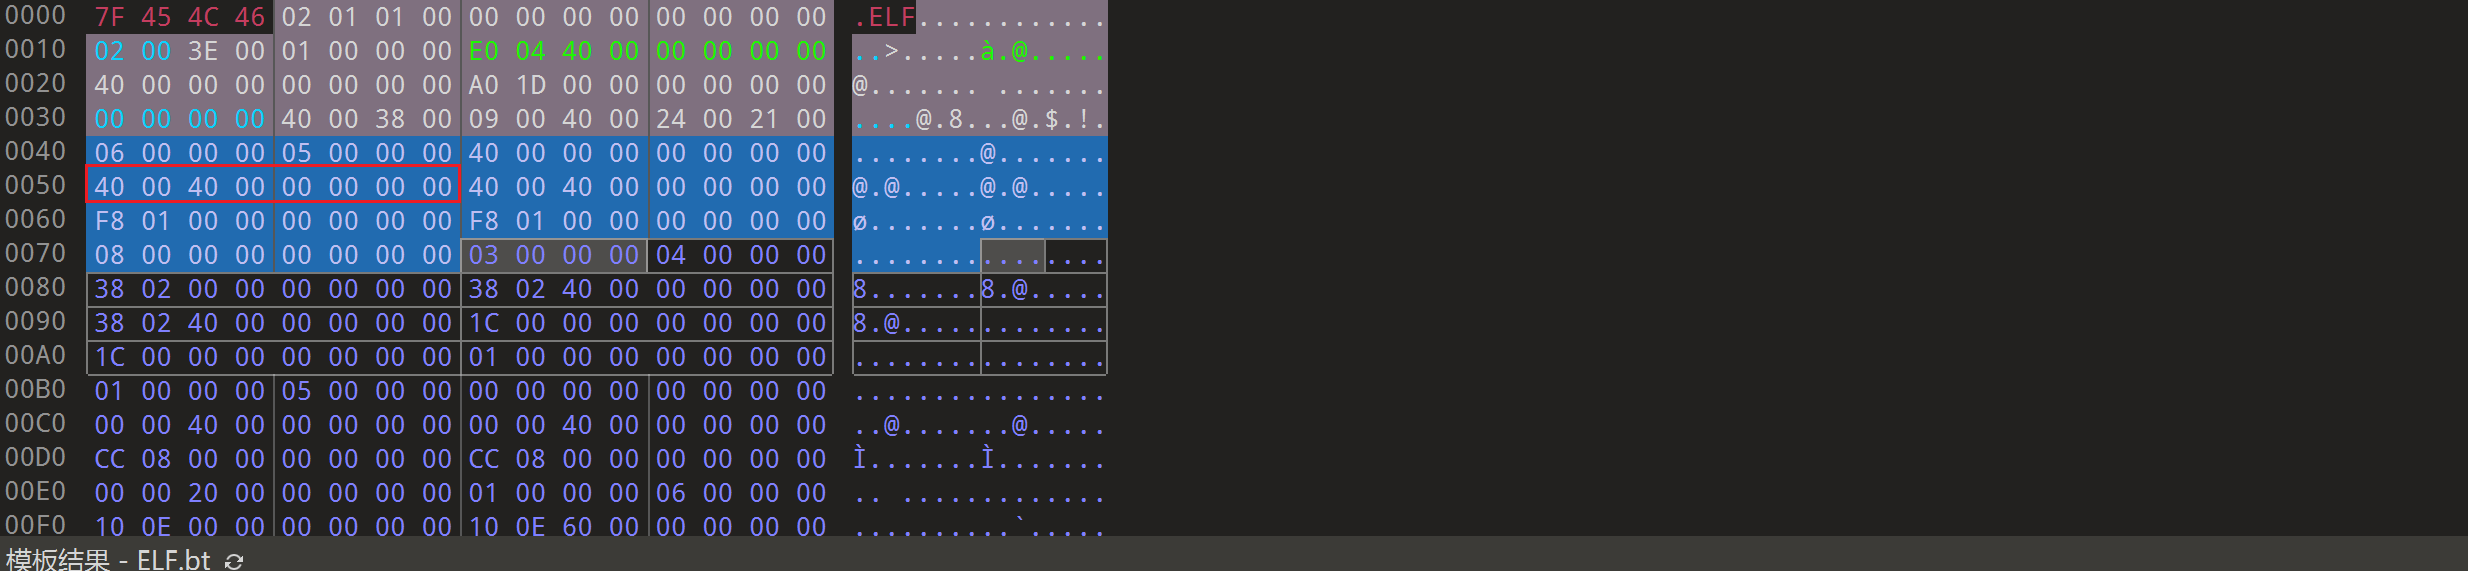 0000 7F 45 4C 46 02 01 01 00 00 00 00 00 00 00 00 00 .ELF............
0010 02 00 3E 00 01 00 00 00 E0 04 40 00 00 00 00 00 ..>.....à.@.....
0020 40 00 00 00 00 00 00 00 A0 1D 00 00 00 00 00 00 @....... .......
0030 00 00 00 00 40 00 38 00 09 00 40 00 24 00 21 00 ....@.8...@.$.!.
0040 06 00 00 00 05 00 00 00 40 00 00 00 00 00 00 00 ........@.......
0050 40 00 40 00 00 00 00 00 40 00 40 00 00 00 00 00 @.@.....@.@.....
0060 F8 01 00 00 00 00 00 00 F8 01 00 00 00 00 00 00 ø.......ø.......
0070 08 00 00 00 00 00 00 00 03 00 00 00 04 00 00 00 ................
0080 38 02 00 00 00 00 00 00 38 02 40 00 00 00 00 00 8.......8.@.....
0090 38 02 40 00 00 00 00 00 1C 00 00 00 00 00 00 00 8.@.............
00A0 1C 00 00 00 00 00 00 00 01 00 00 00 00 00 00 00 ................
00B0 01 00 00 00 05 00 00 00 00 00 00 00 00 00 00 00 ................
00C0 00 00 40 00 00 00 00 00 00 00 40 00 00 00 00 00 ..@.......@.....
00D0 CC 08 00 00 00 00 00 00 CC 08 00 00 00 00 00 00 Ì.......Ì.......
00E0 00 00 20 00 00 00 00 00 01 00 00 00 06 00 00 00 .. .............
00F0 10 0E 00 00 00 00 00 00 10 0E 60 00 00 00 00 00 ..........`.....
模板结果 - ELF.bt